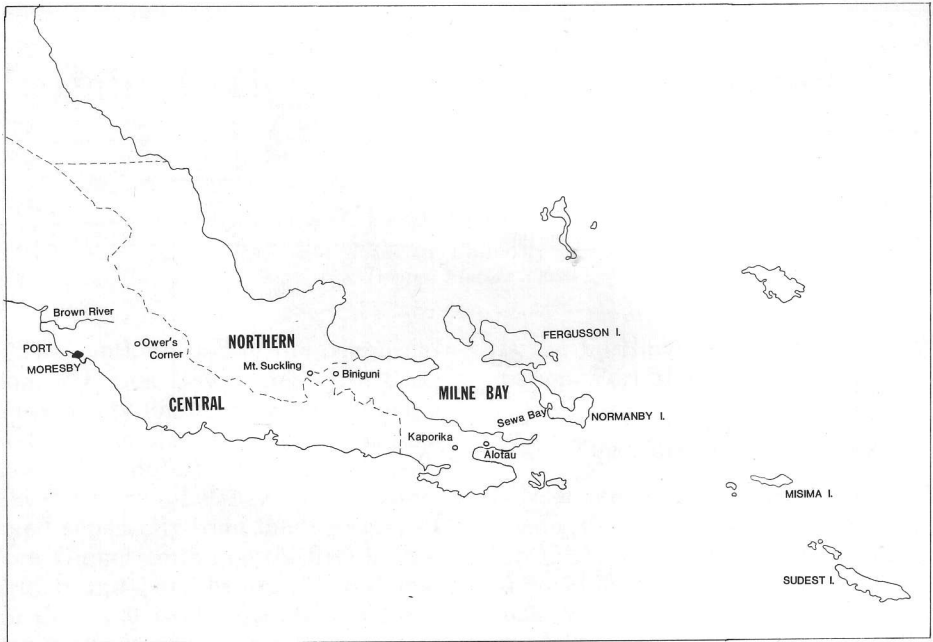 Brown River
PORT
MORESBY
Ower's
Corner
NORTHERN
Mt. Suckling
Biniguni
CENTRAL
FERGUSSON I.
MILNE BAY
Sewa Bay
NORMANBY I.
Kaporika
Alotau
MISIMA I.
SUDEST I.